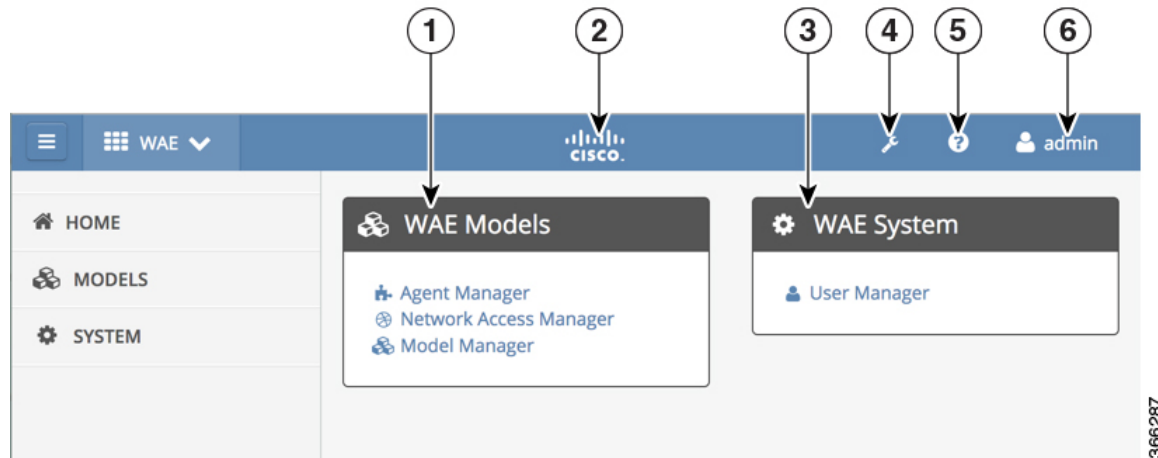 1 2 3 4 5 6
WAE CISCO. ? admin
HOME
MODELS
SYSTEM
WAE Models
Agent Manager
Network Access Manager
Model Manager
WAE System
User Manager
366287